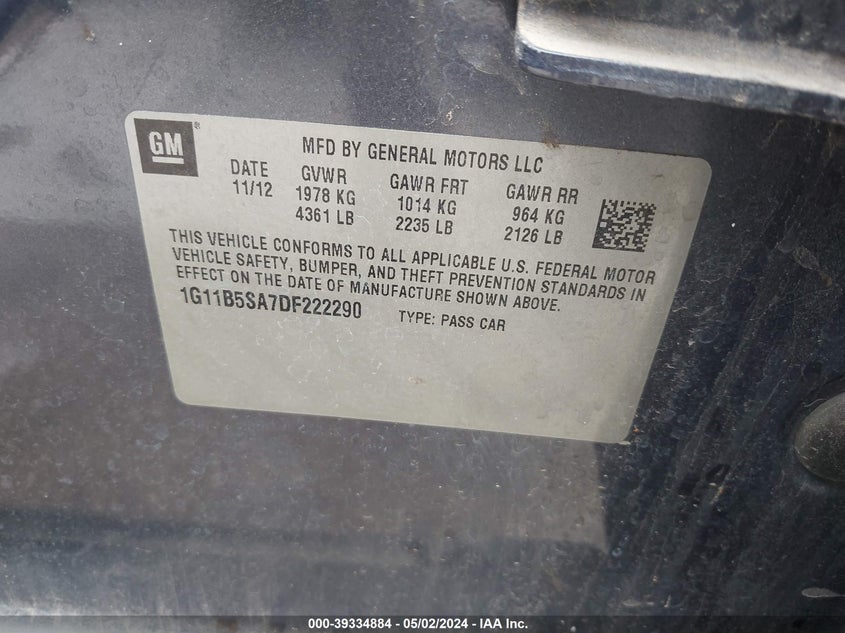 GM®
MFD BY GENERAL MOTORS LLC
DATE GVWR GAWR FRT GAWR RR
11/12 1978 KG 1014 KG 964 KG
4361 LB 2235 LB 2126 LB
THIS VEHICLE CONFORMS TO ALL APPLICABLE U.S. FEDERAL MOTOR
VEHICLE SAFETY, BUMPER, AND THEFT PREVENTION STANDARDS IN
EFFECT ON THE DATE OF MANUFACTURE SHOWN ABOVE.
1G11B5SA7DF222290 TYPE: PASS CAR
000-39334884 / 05/02/2024 - IAA Inc.